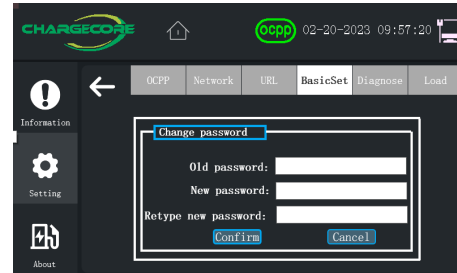 CHARGECORE
ocpp 02-20-2023 09:57:20
OCPP Network URL BasicSet Diagnose Load
Information
Setting
About
Change password
Old password:
New password:
Retype new password:
Confirm Cancel